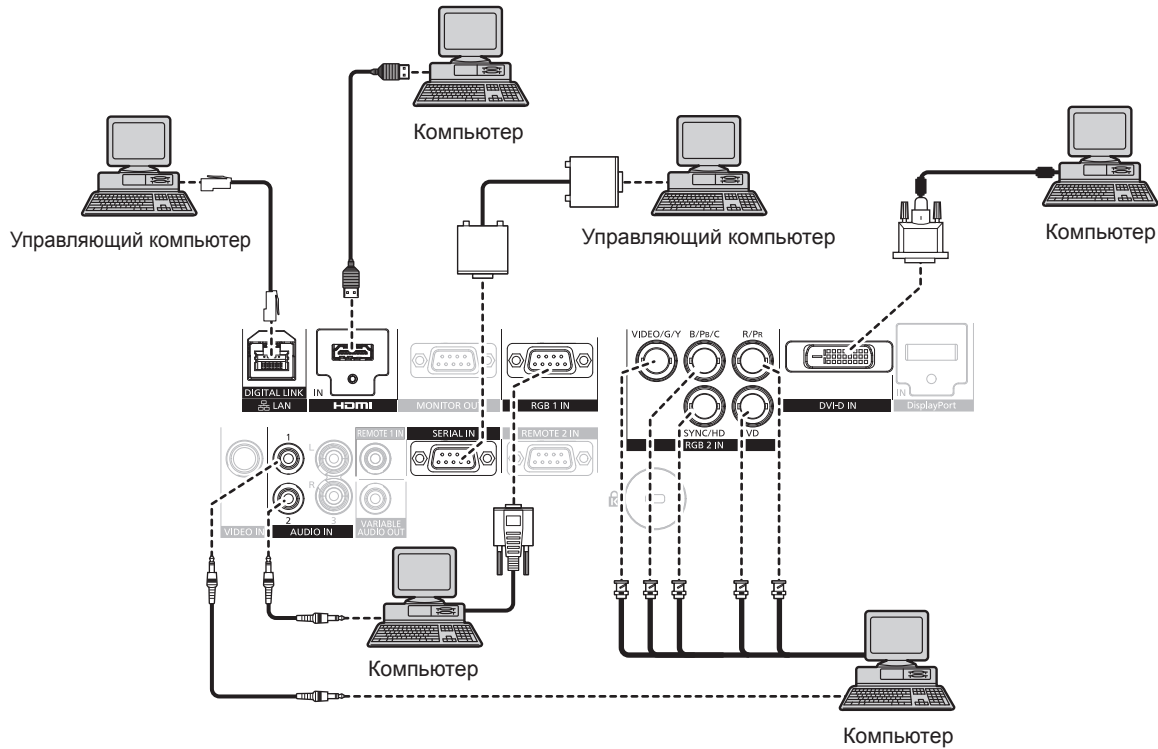 Компьютер
Управляющий компьютер
Управляющий компьютер
Компьютер
VIDEO/G/Y B/PB/C R/PR
DIGITAL LINK
LAN
IN
HDMI
MONITOR OUT
RGB 1 IN
SYNC/HD VD
RGB 2 IN
DVI-D IN
IN
DisplayPort
1
L
REMOTE 1 IN
SERIAL IN
REMOTE 2 IN
R
2
3
VIDEO IN
AUDIO IN
VARIABLE
AUDIO OUT
Компьютер
Компьютер